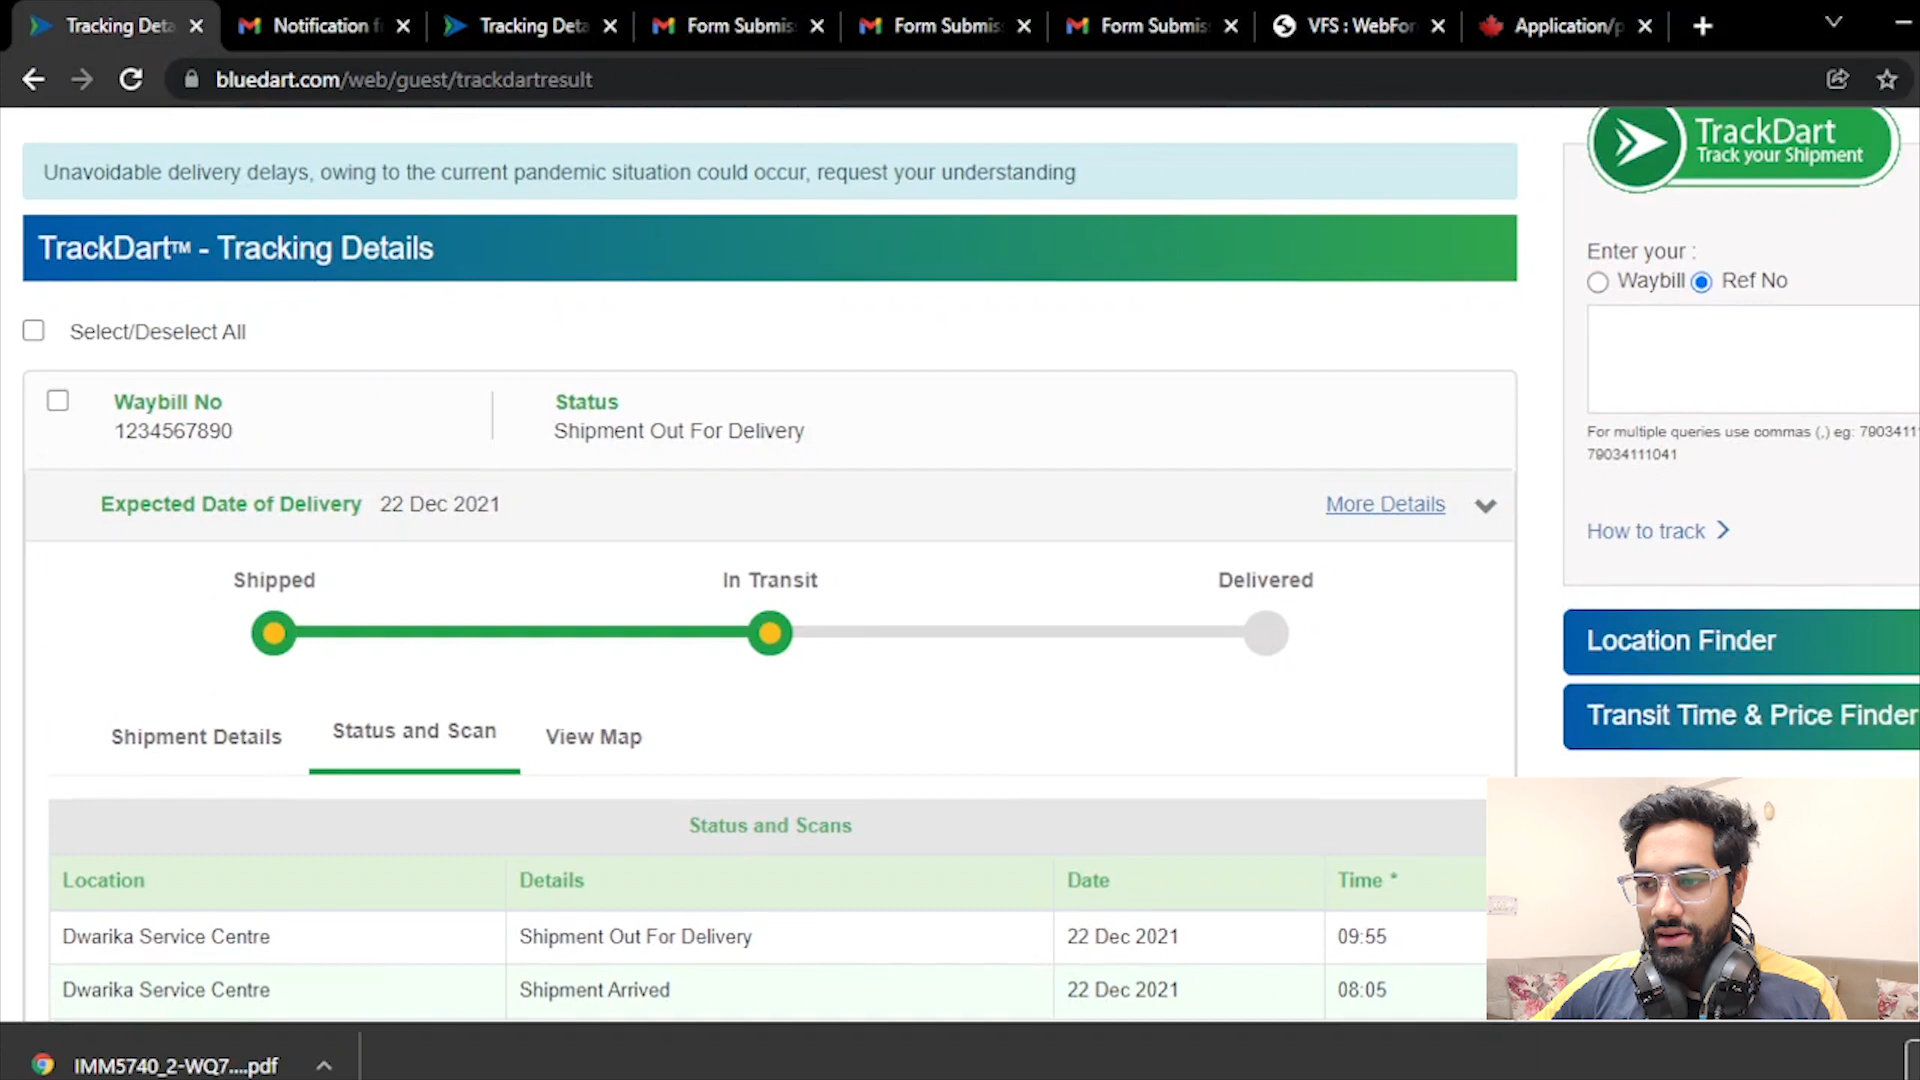 Tracking Deta
Notification f
Tracking Deta
Form Submis
Form Submis
Form Submis
VFS : WebFor
Application/p
bluedart.com/web/guest/trackdartresult
Unavoidable delivery delays, owing to the current pandemic situation could occur, request your understanding
TrackDart™ - Tracking Details
Select/Deselect All
Waybill No
1234567890
Status
Shipment Out For Delivery
Expected Date of Delivery 22 Dec 2021
More Details
Shipped
In Transit
Delivered
Shipment Details
Status and Scan
View Map
Status and Scans
Location Details Date Time *
Dwarika Service Centre Shipment Out For Delivery 22 Dec 2021 09:55
Dwarika Service Centre Shipment Arrived 22 Dec 2021 08:05
TrackDart
Track your Shipment
Enter your :
Waybill Ref No
For multiple queries use commas (,) eg: 7903411
79034111041
How to track
Location Finder
Transit Time & Price Finder
IMM5740_2-WQ7....pdf